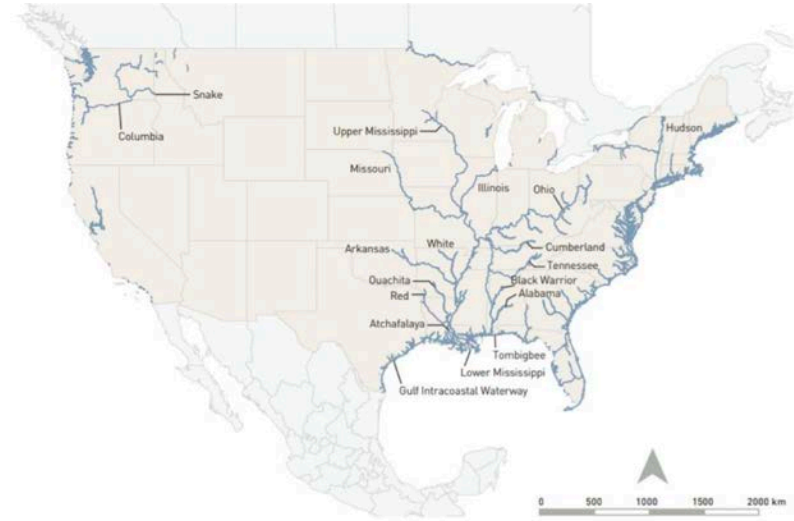 Snake
Columbia
Hudson
Upper Mississippi
Missouri
Illinois
Ohio
Arkansas
White
Cumberland
Tennessee
Ouachita
Black Warrior
Red
Alabama
Atchafalaya
Tombigbee
Lower Mississippi
Gulf Intracoastal Waterway
0 500 1000 1500 2000 km